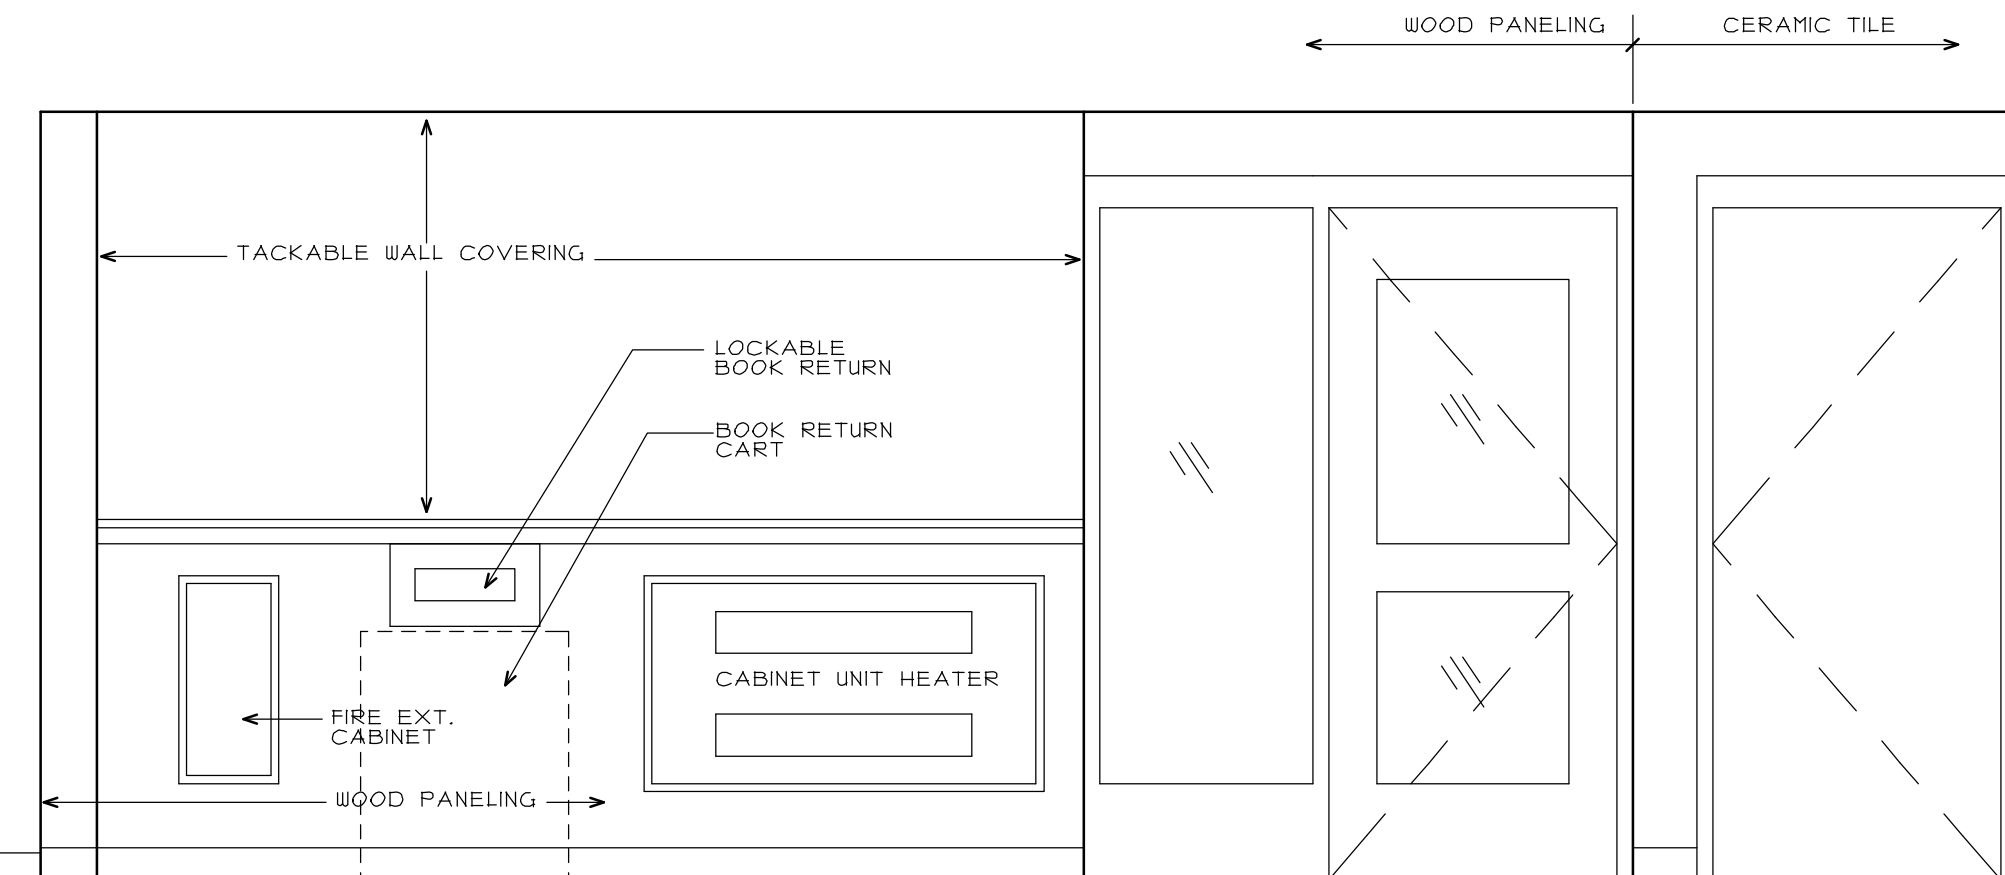 WOOD PANELING
CERAMIC TILE
TACKABLE WALL COVERING
LOCKABLE
BOOK RETURN
BOOK RETURN
CART
CABINET UNIT HEATER
FIRE EXT.
CABINET
WOOD PANELING